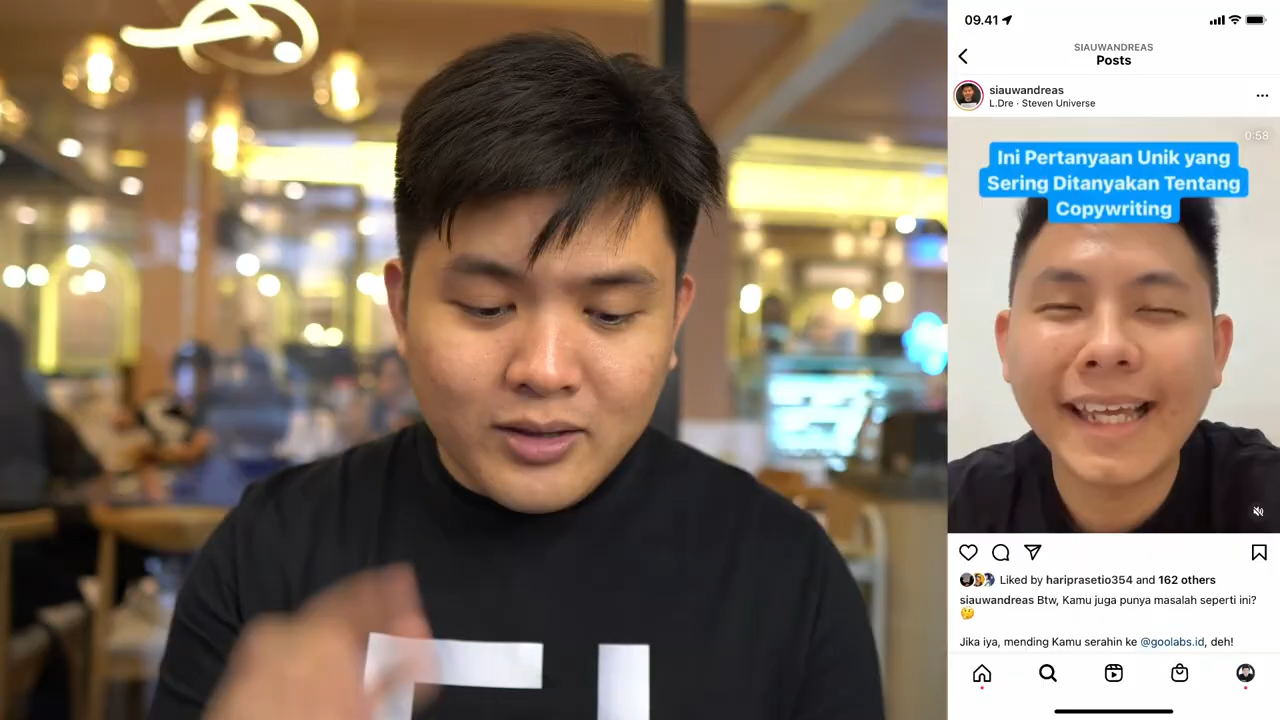 09.41
SIAUWANDREAS
Posts
siauwandreas
L.Dre · Steven Universe
0:58
Ini Pertanyaan Unik yang
Sering Ditanyakan Tentang
Copywriting
Liked by hariprasetio354 and 162 others
siauwandreas Btw, Kamu juga punya masalah seperti ini?
🤔
Jika iya, mending Kamu serahin ke @goolabs.id, deh!